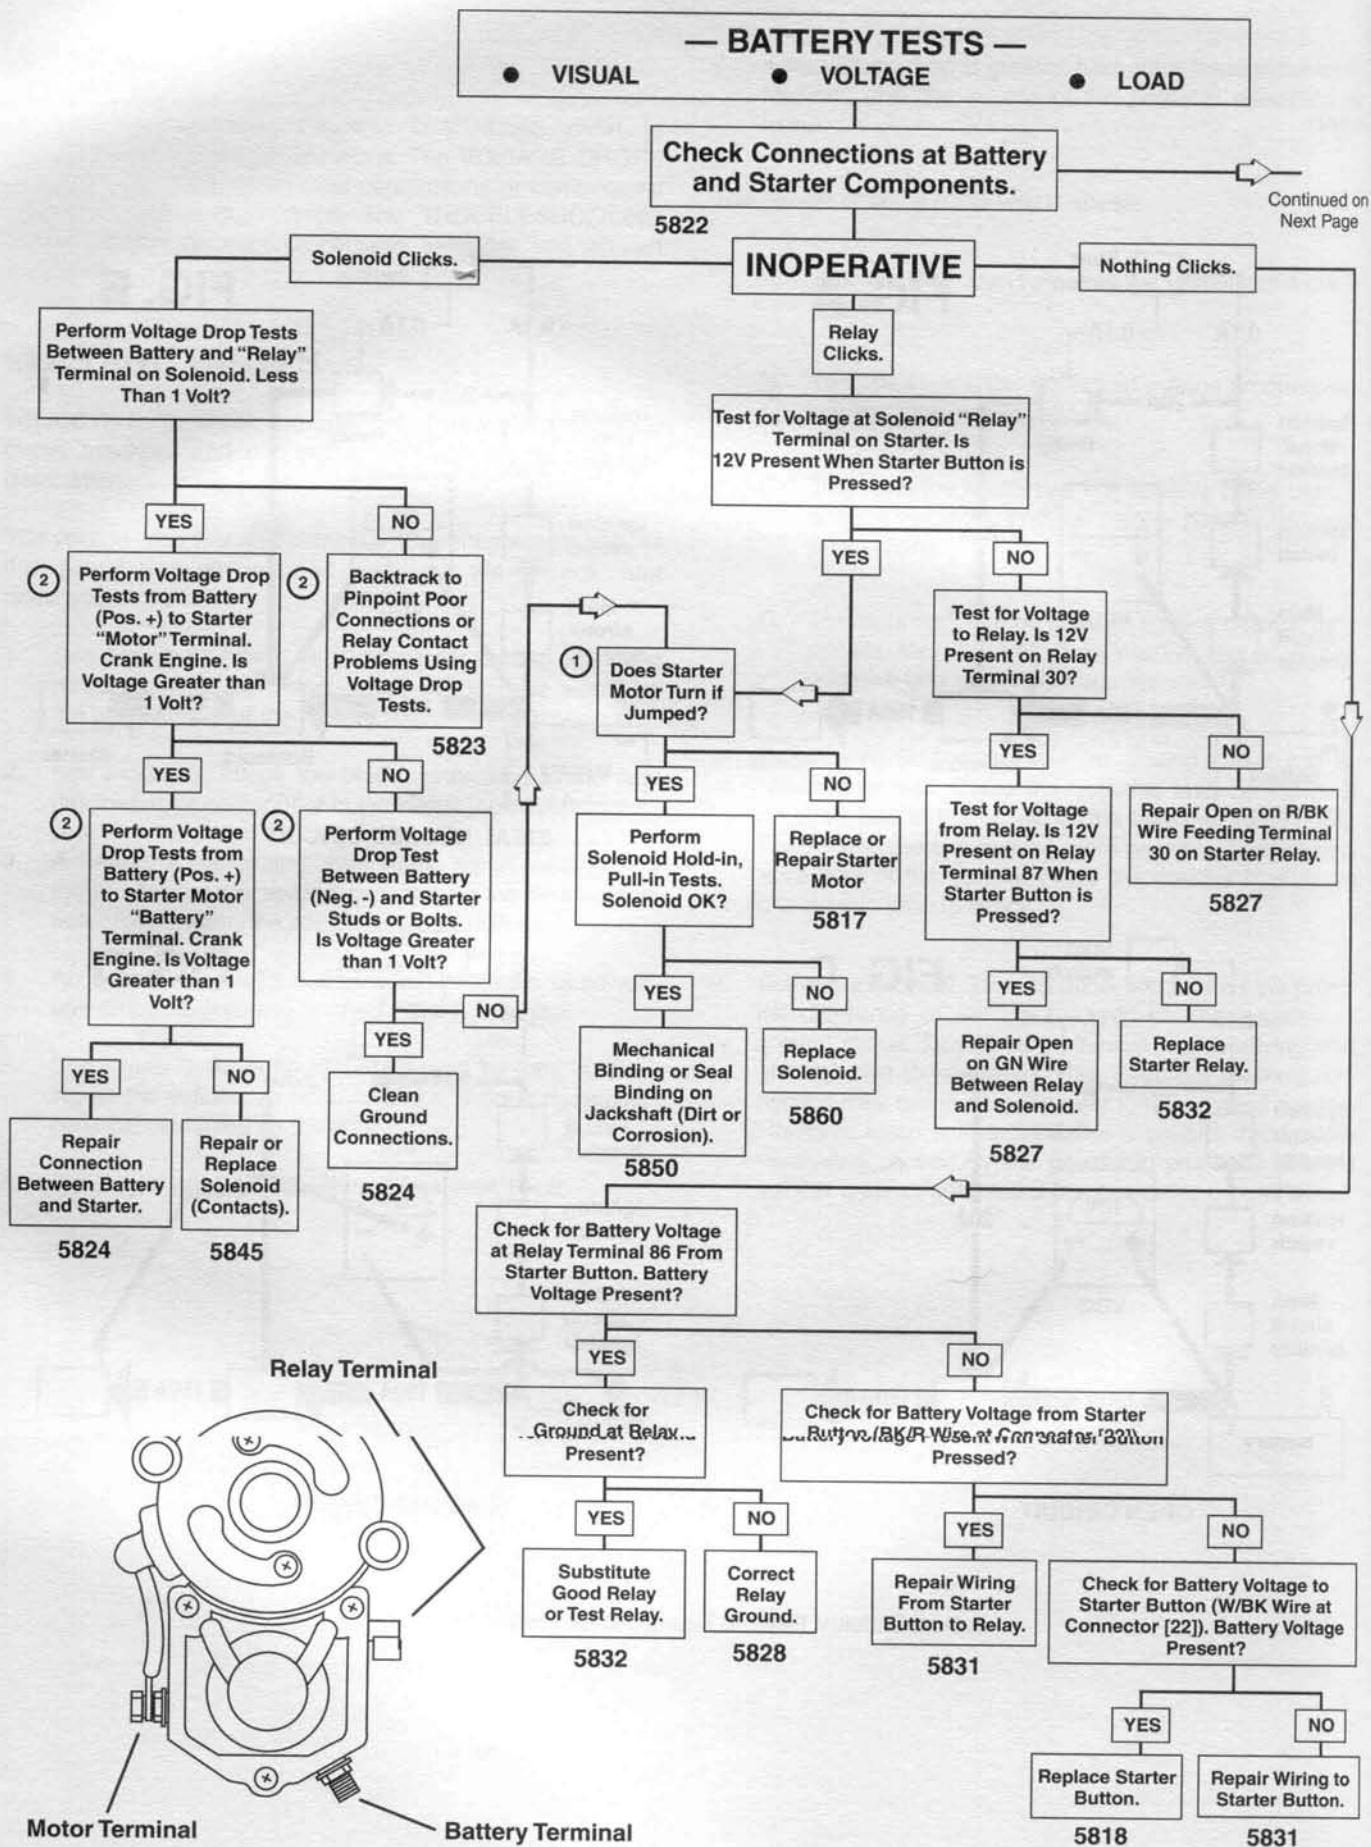 — BATTERY TESTS —
● VISUAL ● VOLTAGE ● LOAD
Check Connections at Battery
and Starter Components.
5822
Continued on
Next Page
Solenoid Clicks.
INOPERATIVE
Nothing Clicks.
Perform Voltage Drop Tests
Between Battery and “Relay”
Terminal on Solenoid. Less
Than 1 Volt?
Relay
Clicks.
Test for Voltage at Solenoid “Relay”
Terminal on Starter. Is
12V Present When Starter Button is
Pressed?
YES
NO
2
Perform Voltage Drop
Tests from Battery
(Pos. +) to Starter
“Motor” Terminal.
Crank Engine. Is
Voltage Greater than
1 Volt?
2
Backtrack to
Pinpoint Poor
Connections or
Relay Contact
Problems Using
Voltage Drop
Tests.
5823
YES
NO
1
Does Starter
Motor Turn if
Jumped?
Test for Voltage
to Relay. Is 12V
Present on Relay
Terminal 30?
YES
NO
2
Perform Voltage
Drop Tests from
Battery (Pos. +)
to Starter Motor
“Battery”
Terminal. Crank
Engine. Is Voltage
Greater than 1
Volt?
2
Perform Voltage
Drop Test
Between Battery
(Neg. -) and Starter
Studs or Bolts.
Is Voltage Greater
than 1 Volt?
YES
NO
Perform
Solenoid Hold-in,
Pull-in Tests.
Solenoid OK?
Replace or
Repair Starter
Motor
5817
YES
NO
Test for Voltage
from Relay. Is 12V
Present on Relay
Terminal 87 When
Starter Button is
Pressed?
Repair Open on R/BK
Wire Feeding Terminal
30 on Starter Relay.
5827
YES
NO
Repair
Connection
Between Battery
and Starter.
5824
Repair or
Replace
Solenoid
(Contacts).
5845
YES
NO
Clean
Ground
Connections.
5824
YES
NO
Mechanical
Binding or Seal
Binding on
Jackshaft (Dirt or
Corrosion).
5850
Replace
Solenoid.
5860
YES
NO
Repair Open
on GN Wire
Between Relay
and Solenoid.
5827
Replace
Starter Relay.
5832
Check for Battery Voltage
at Relay Terminal 86 From
Starter Button. Battery
Voltage Present?
YES
NO
Check for
Ground at Relay.
Present?
Check for Battery Voltage from Starter
Button (BK/R Wire at Connector
Pressed?
YES
NO
Substitute
Good Relay
or Test Relay.
5832
Correct
Relay
Ground.
5828
YES
NO
Repair Wiring
From Starter
Button to Relay.
5831
Check for Battery Voltage to
Starter Button (W/BK Wire at
Connector [22]). Battery Voltage
Present?
YES
NO
Replace Starter
Button.
5818
Repair Wiring to
Starter Button.
5831
Relay Terminal
Motor Terminal
Battery Terminal